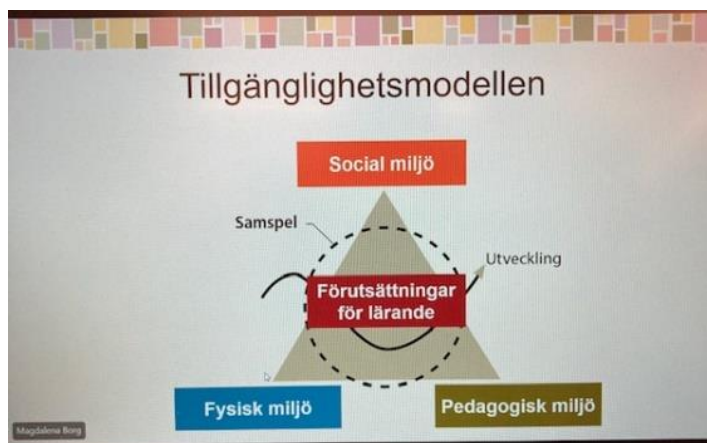 Tillgänglighetsmodellen
Social miljö
Samspel
Utveckling
Förutsättningar
för lärande
Fysisk miljö
Pedagogisk miljö
Magdalena Borg